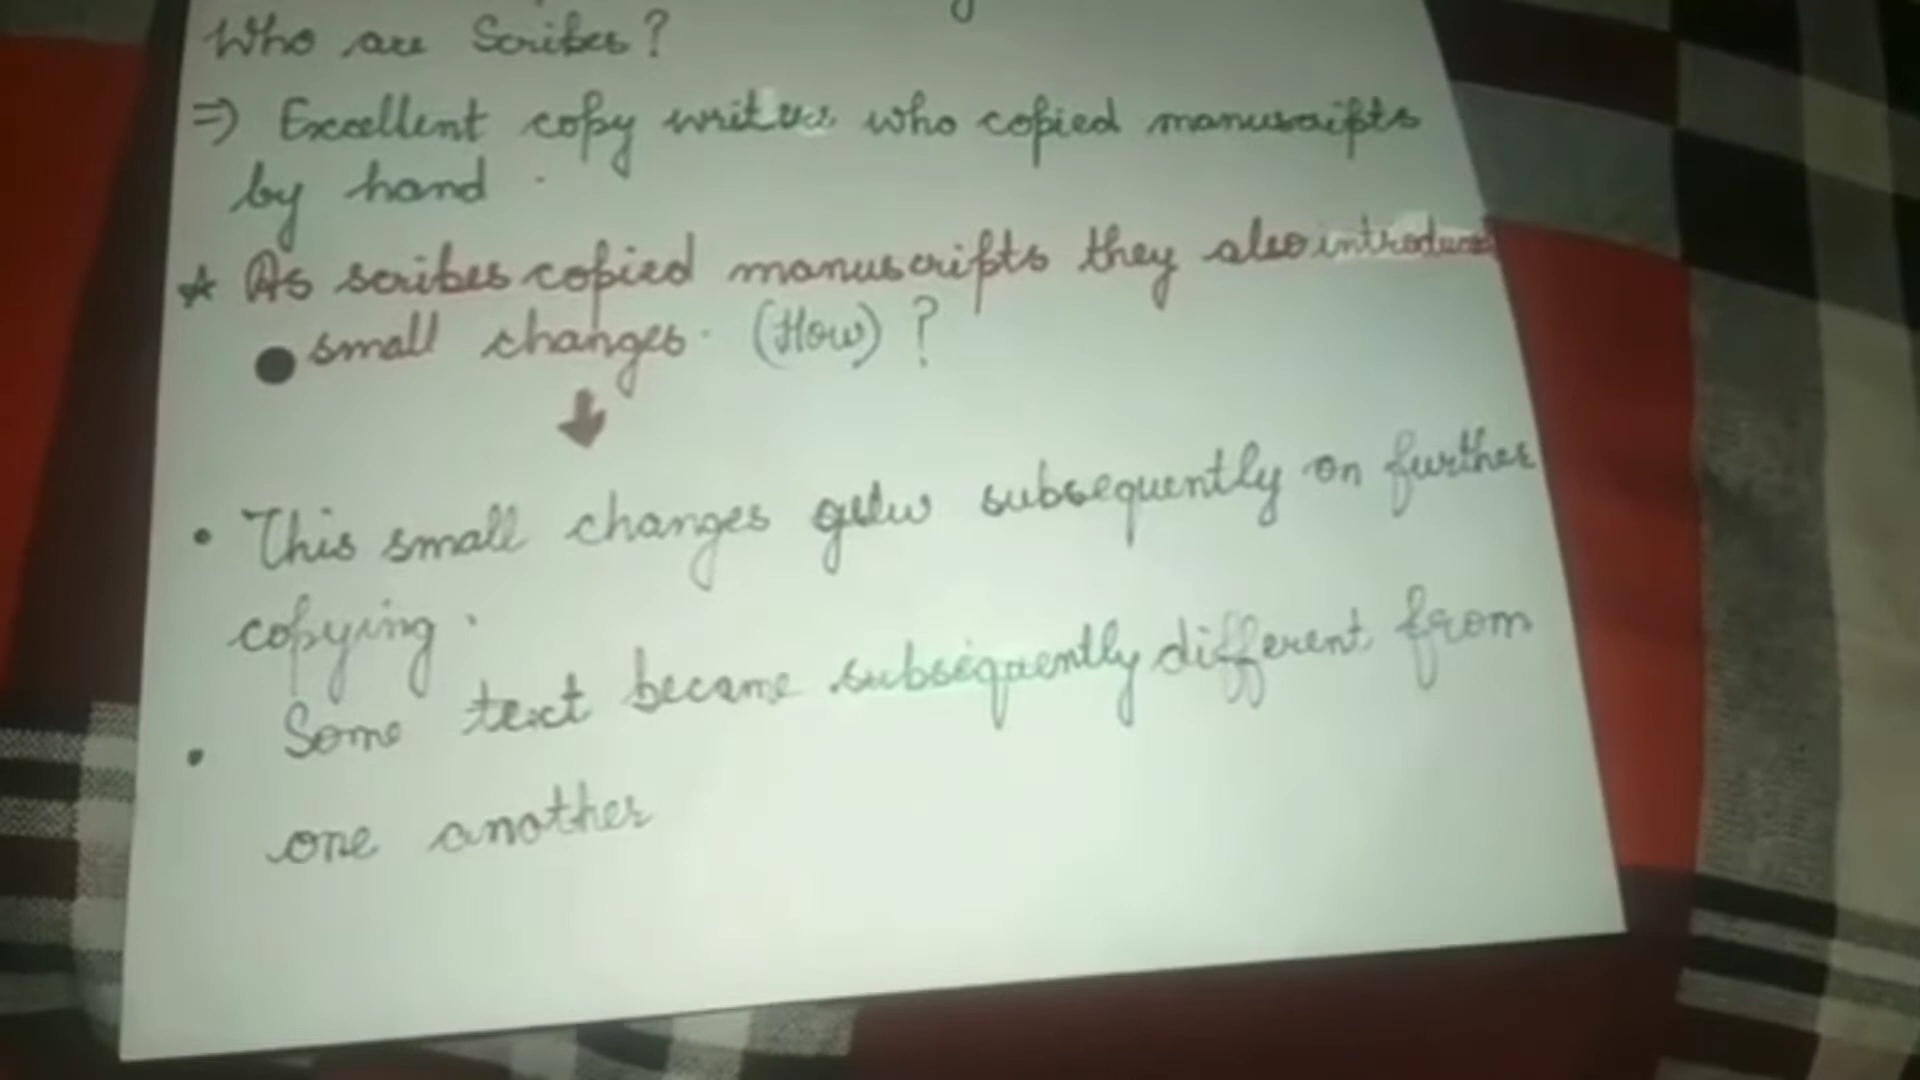 Who are Scribes?
⇒ Excellent copy writers who copied manuscripts
by hand.
☆ As scribes copied manuscripts they also introduced
● small changes. (How)?
↓
• This small changes grew subsequently on further
copying.
• Some text became subsequently different from
one another